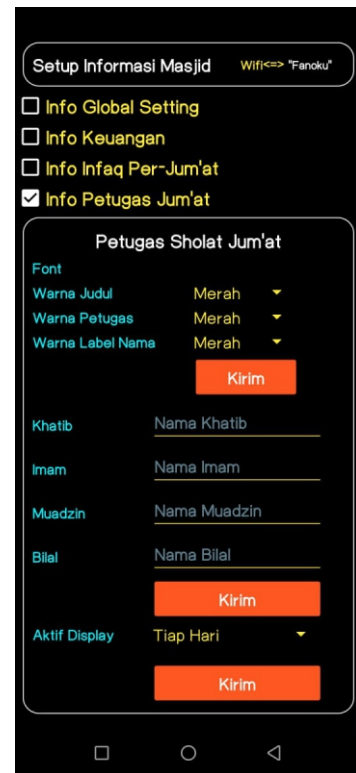 Setup Informasi Masjid Wifi<=> "Fanoku"
Info Global Setting
Info Keuangan
Info Infaq Per-Jum'at
Info Petugas Jum'at
Petugas Sholat Jum'at
Font
Warna Judul Merah
Warna Petugas Merah
Warna Label Nama Merah
Kirim
Khatib Nama Khatib
Imam Nama Imam
Muadzin Nama Muadzin
Bilal Nama Bilal
Kirim
Aktif Display Tiap Hari
Kirim